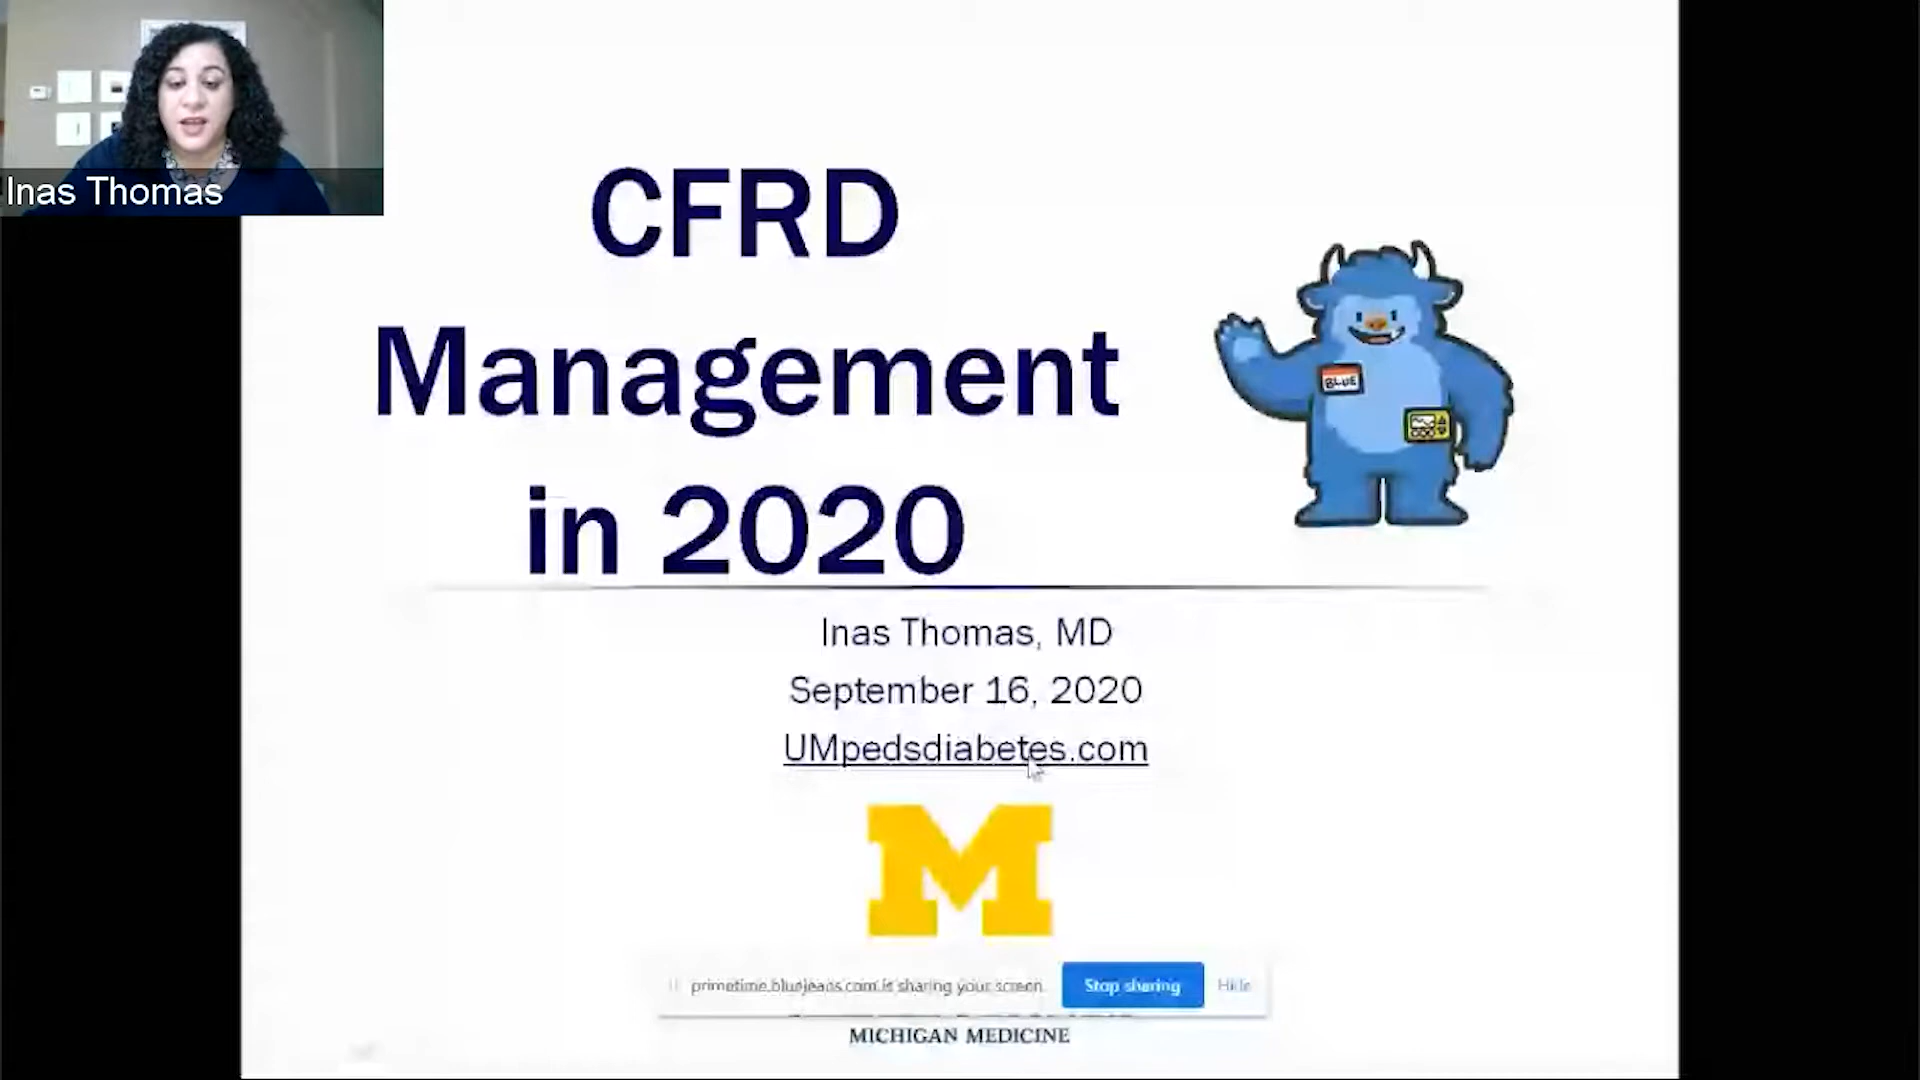 Inas Thomas
CFRD
Management
in 2020
BLUE
Inas Thomas, MD
September 16, 2020
UMpedsdiabetes.com
M
primetime.bluejeans.com is sharing your screen. Stop sharing Hide
MICHIGAN MEDICINE